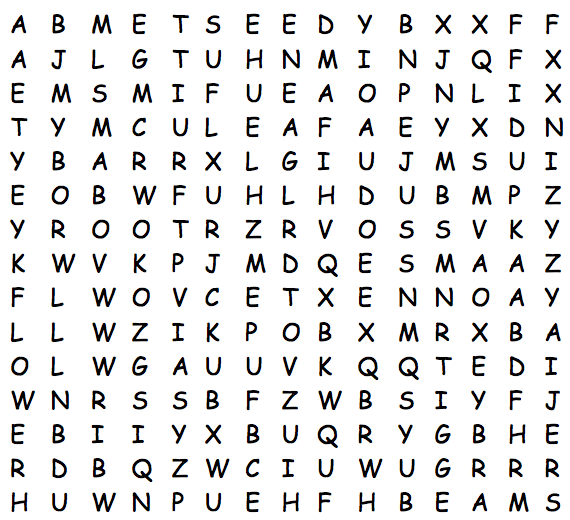 A B M E T S E E D Y B X X F F
A J L G T U H N M I N J Q F X
E M S M I F U E A O P N L I X
T Y M C U L E A F A E Y X D N
Y B A R R X L G I U J M S U I
E O B W F U H L H D U B M P Z
Y R O O T R Z R V O S S V K Y
K W V K P J M D Q E S M A A Z
F L W O V C E T X E N N O A Y
L L W Z I K P O B X M R X B A
O L W G A U U V K Q Q T E D I
W N R S S B F Z W B S I Y F J
E B I I Y X B U Q R Y G B H E
R D B Q Z W C I U W U G R R R
H U W N P U E H F H B E A M S